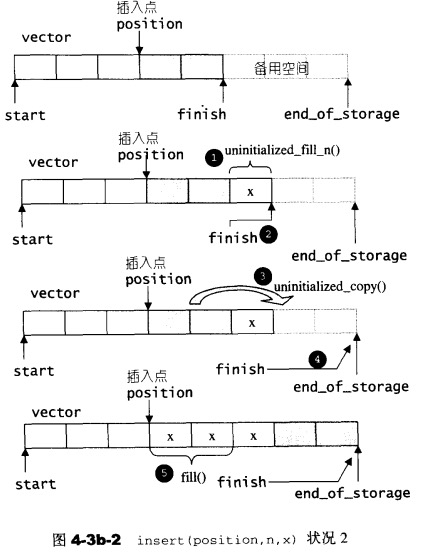 插入点
vector
position
备用空间
start
finish
end_of_storage
插入点
vector
position
1 uninitialized_fill_n()
x
start
finish 2
end_of_storage
插入点
vector
position
3 uninitialized_copy()
x
start
finish
4
end_of_storage
插入点
vector
position
x x x
start
5 fill()
finish
end_of_storage
图 4-3b-2 insert(position,n,x) 状况 2